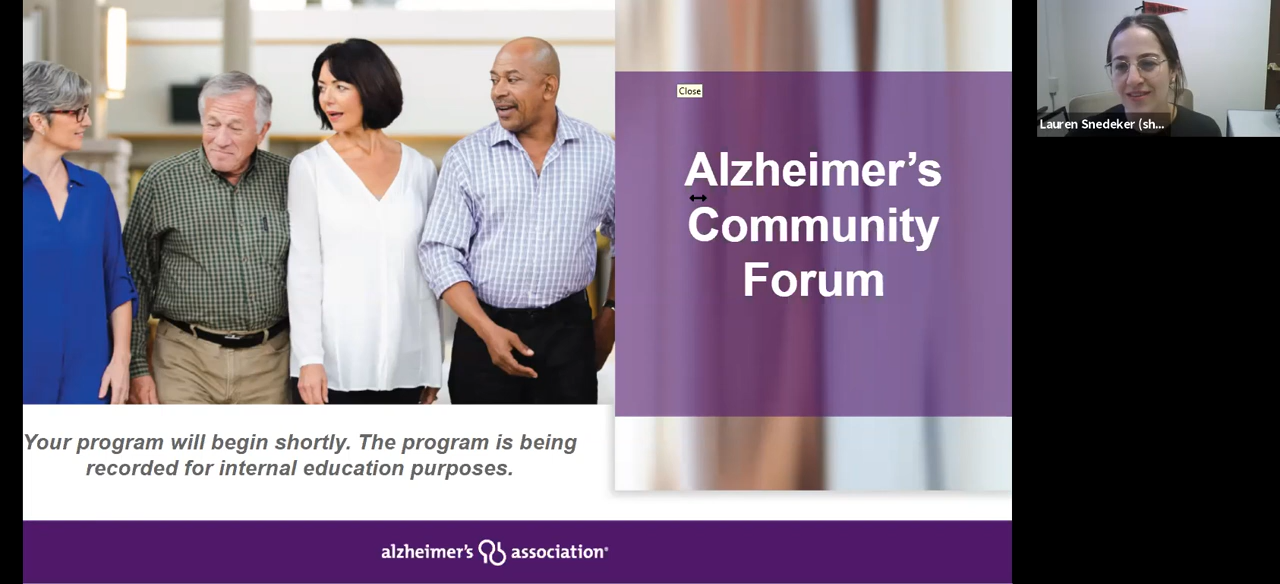 Close
Alzheimer's
Community
Forum
Lauren Snedeker (sh...
Your program will begin shortly. The program is being
recorded for internal education purposes.
alzheimer's association®